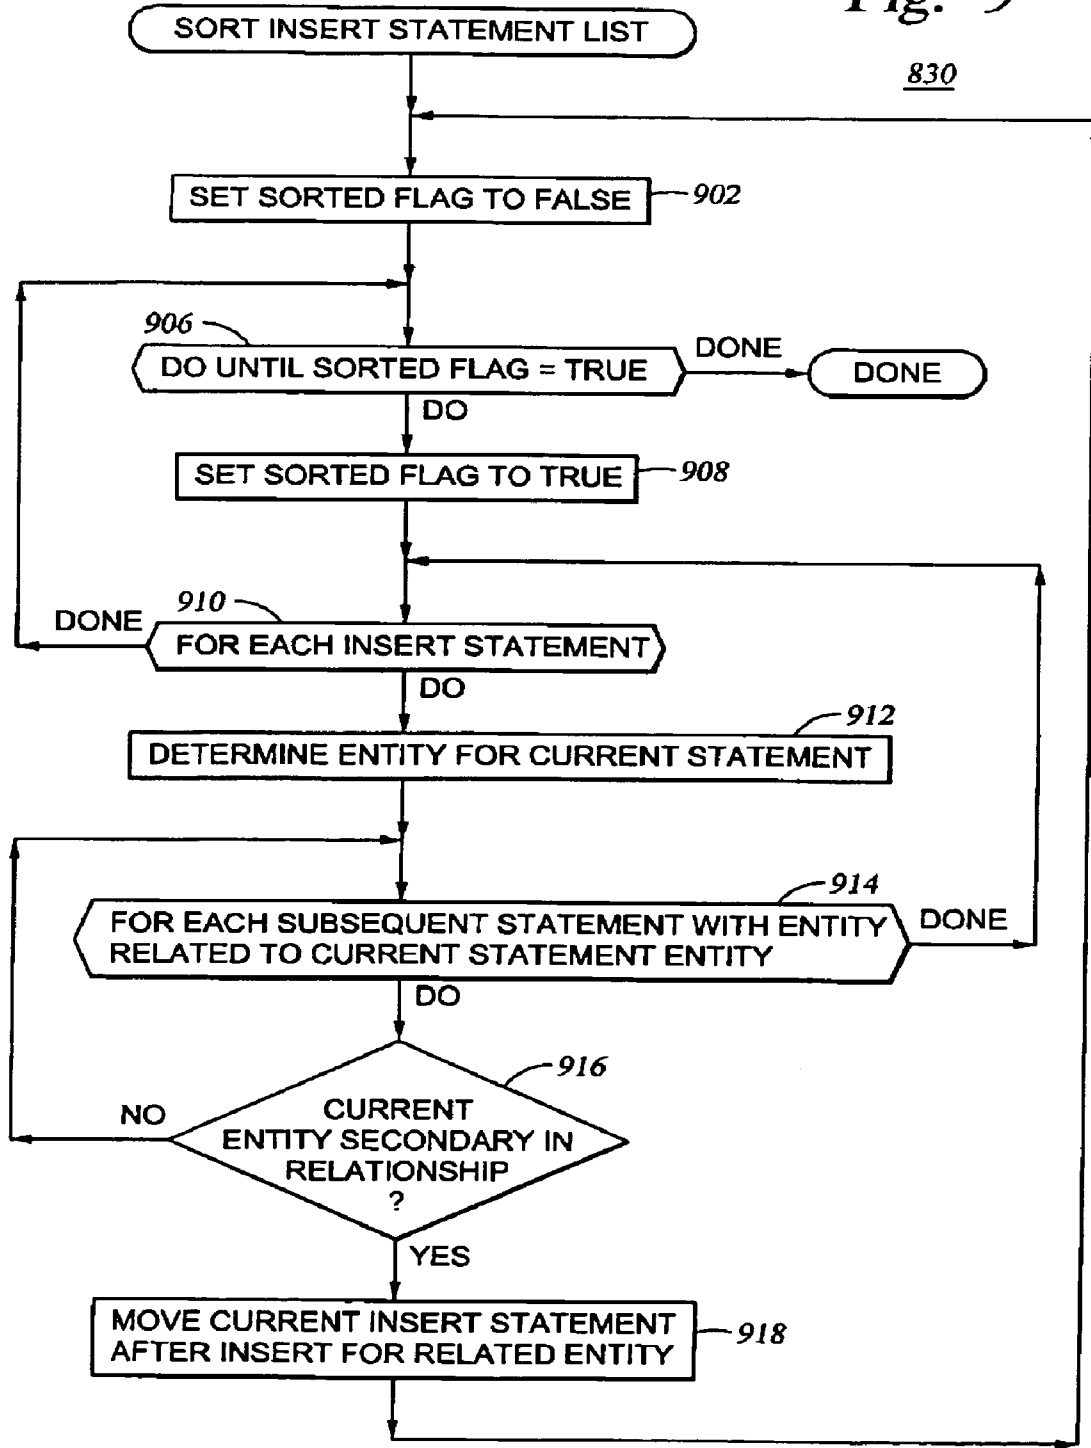 Fig. 9
SORT INSERT STATEMENT LIST
830
SET SORTED FLAG TO FALSE
902
906
DO UNTIL SORTED FLAG = TRUE
DONE
DONE
DO
SET SORTED FLAG TO TRUE
908
910
DONE
FOR EACH INSERT STATEMENT
DO
912
DETERMINE ENTITY FOR CURRENT STATEMENT
914
FOR EACH SUBSEQUENT STATEMENT WITH ENTITY
RELATED TO CURRENT STATEMENT ENTITY
DONE
DO
916
NO
CURRENT
ENTITY SECONDARY IN
RELATIONSHIP
?
YES
MOVE CURRENT INSERT STATEMENT
AFTER INSERT FOR RELATED ENTITY
918